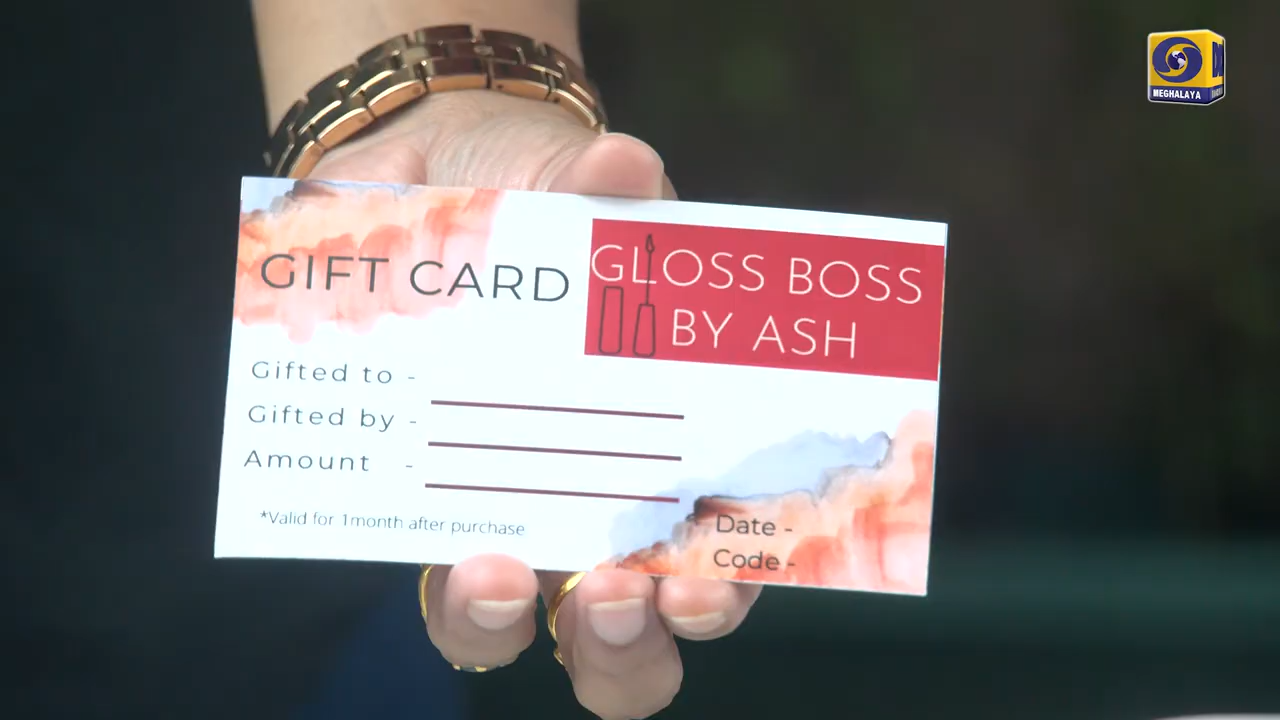 MEGHALAYA
GIFT CARD
GLOSS BOSS
BY ASH
Gifted to -
Gifted by -
Amount -
*Valid for 1month after purchase
Date -
Code -